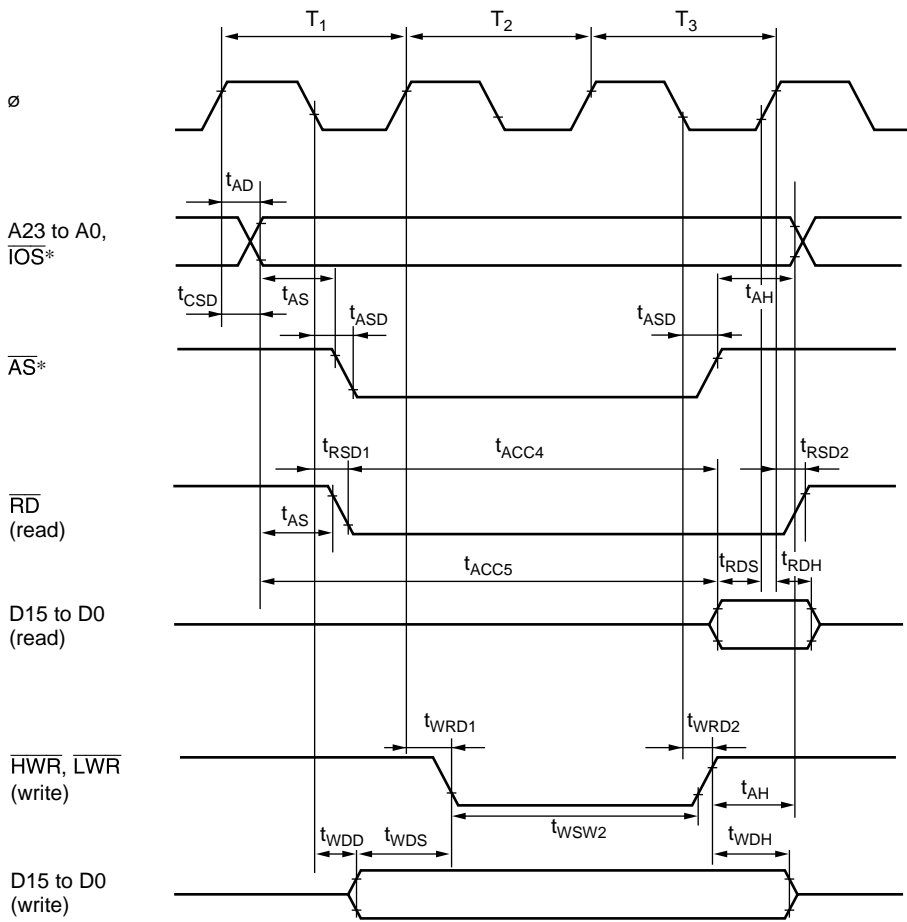 T1 T2 T3
ø
tAD
A23 to A0,
IOS*
tCSD tAS tAH
tASD tASD
AS*
tRSD1 tACC4 tRSD2
RD
(read)
tAS
tACC5 tRDS tRDH
D15 to D0
(read)
tWRD1 tWRD2
HWR, LWR
(write)
tAH
tWSW2
tWDD tWDS tWDH
D15 to D0
(write)